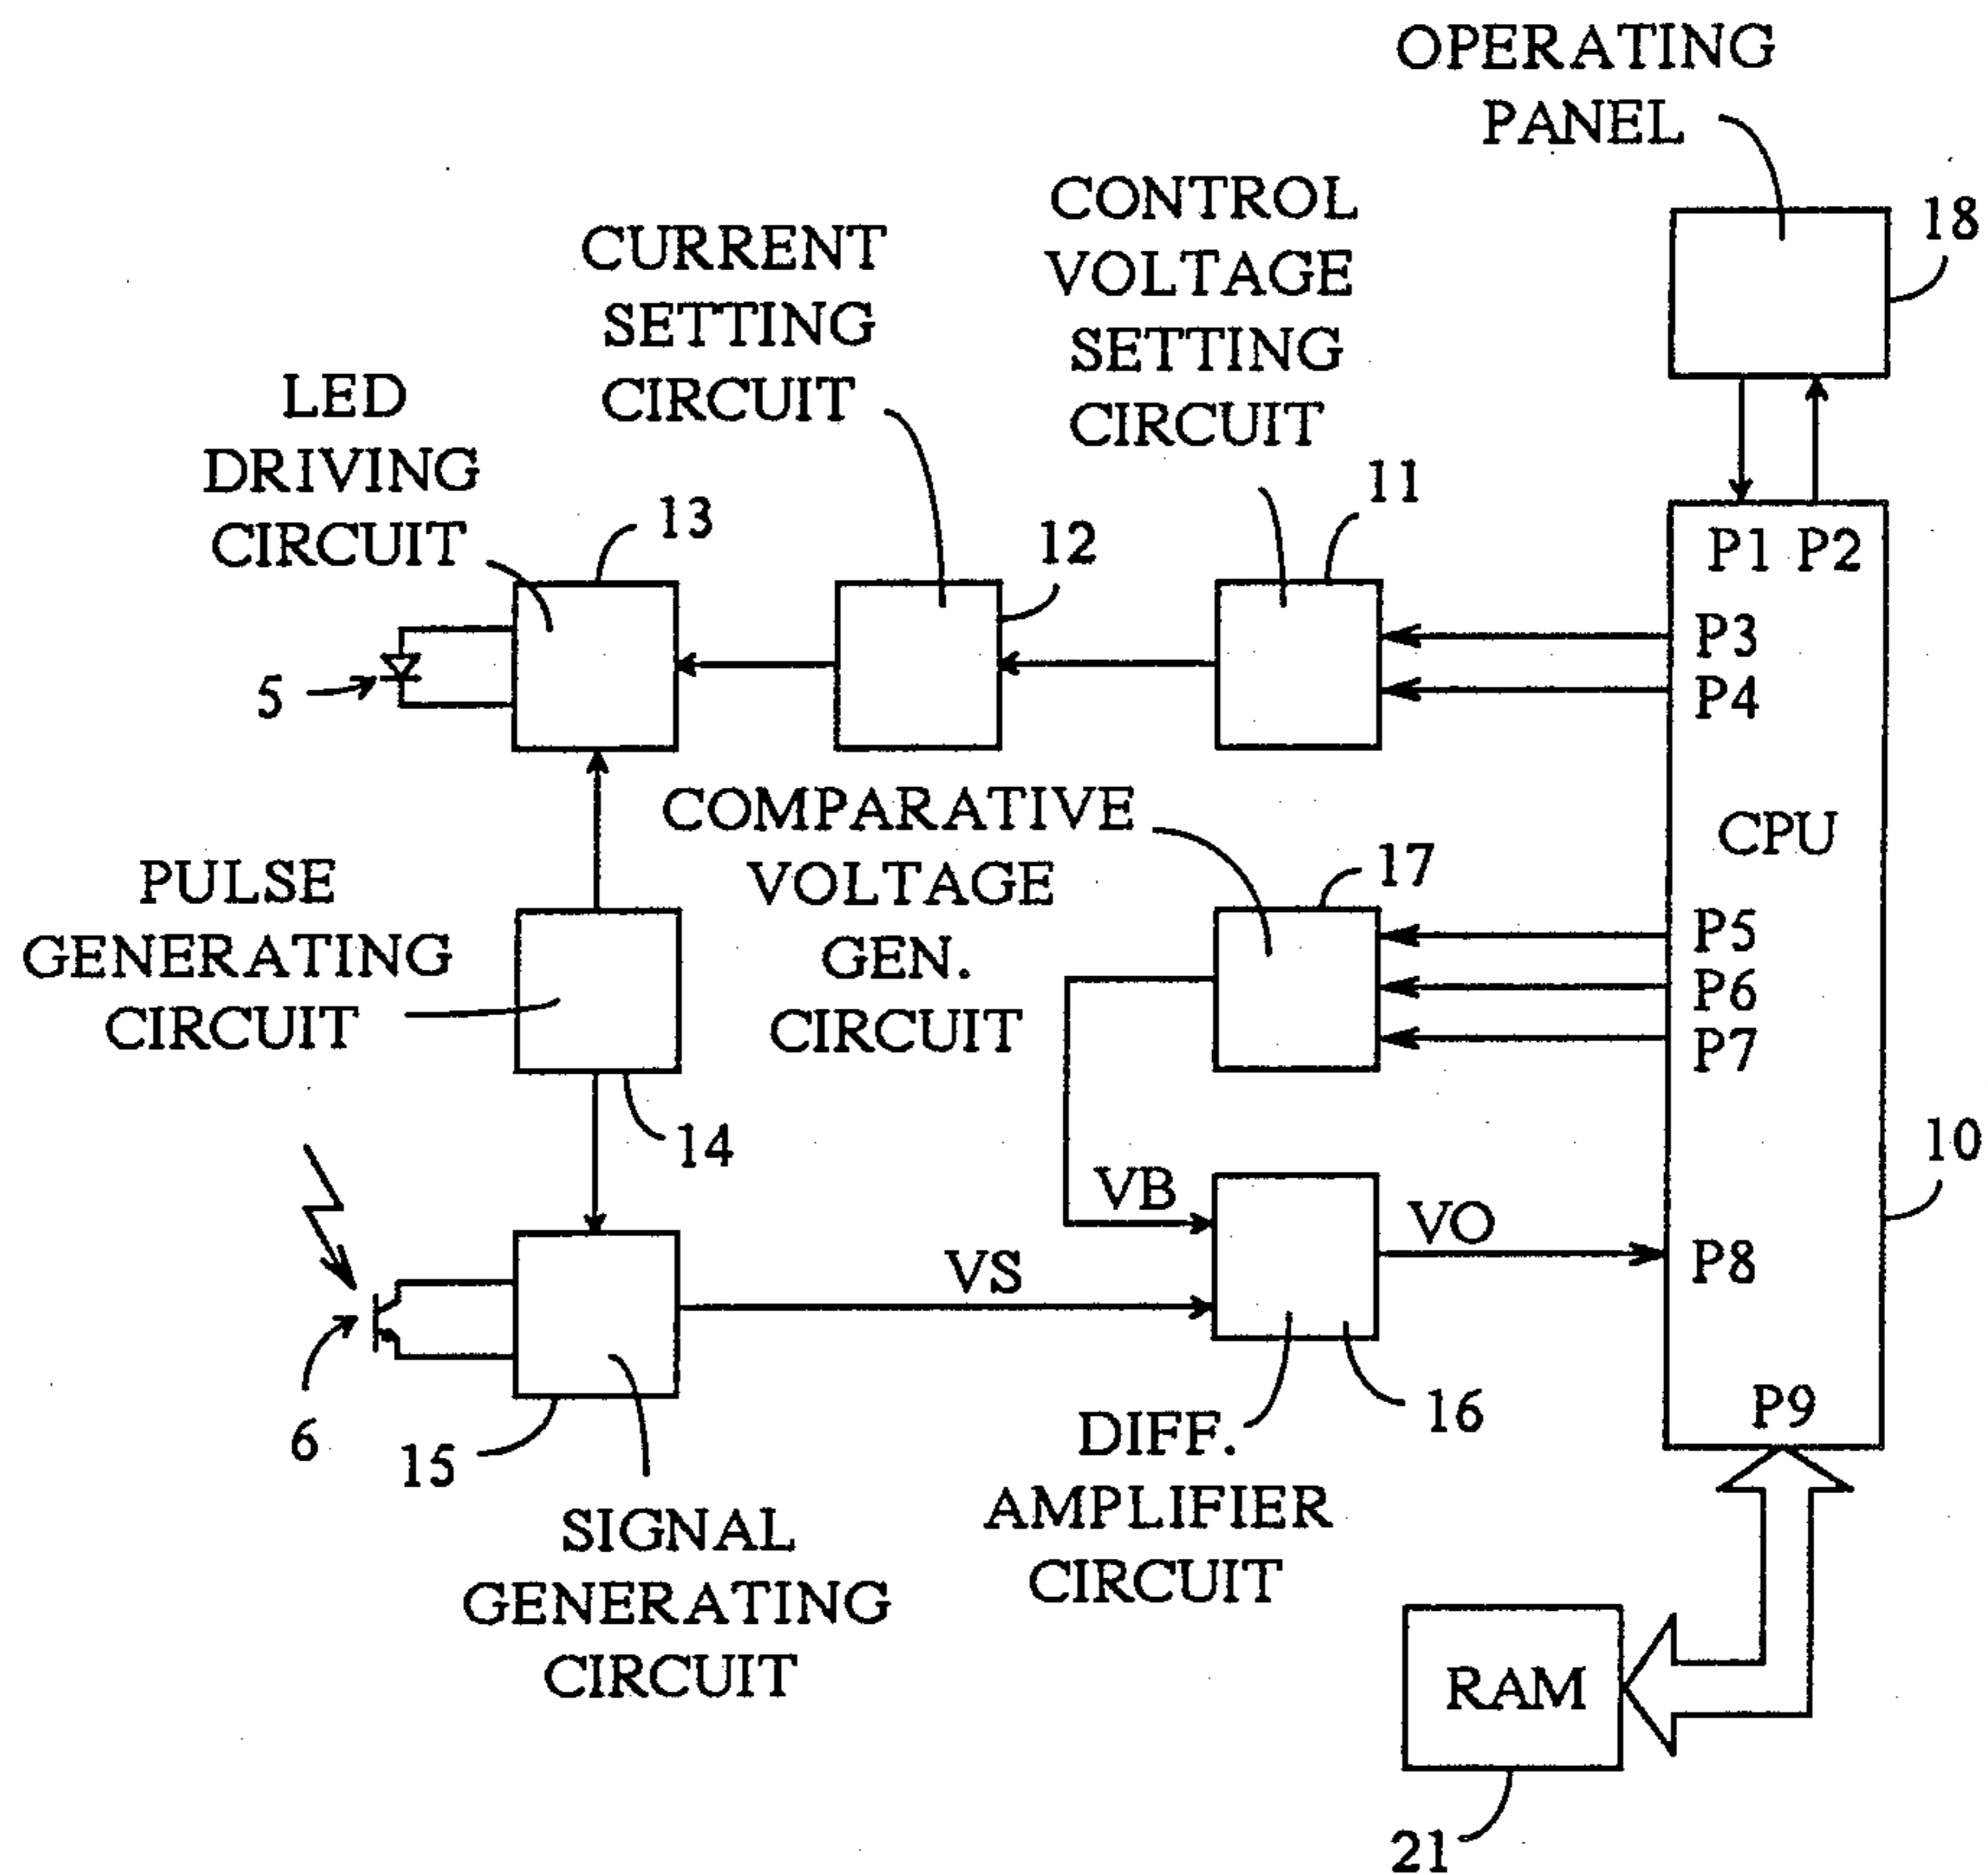 OPERATING
PANEL
18
CONTROL
VOLTAGE
SETTING
CIRCUIT
11
CURRENT
SETTING
CIRCUIT
12
LED
DRIVING
CIRCUIT
13
5
P1 P2
P3
P4
CPU
P5
P6
P7
P8
P9
10
COMPARATIVE
VOLTAGE
GEN.
CIRCUIT
17
PULSE
GENERATING
CIRCUIT
14
VB
VO
VS
6
15
SIGNAL
GENERATING
CIRCUIT
DIFF.
AMPLIFIER
CIRCUIT
16
RAM
21